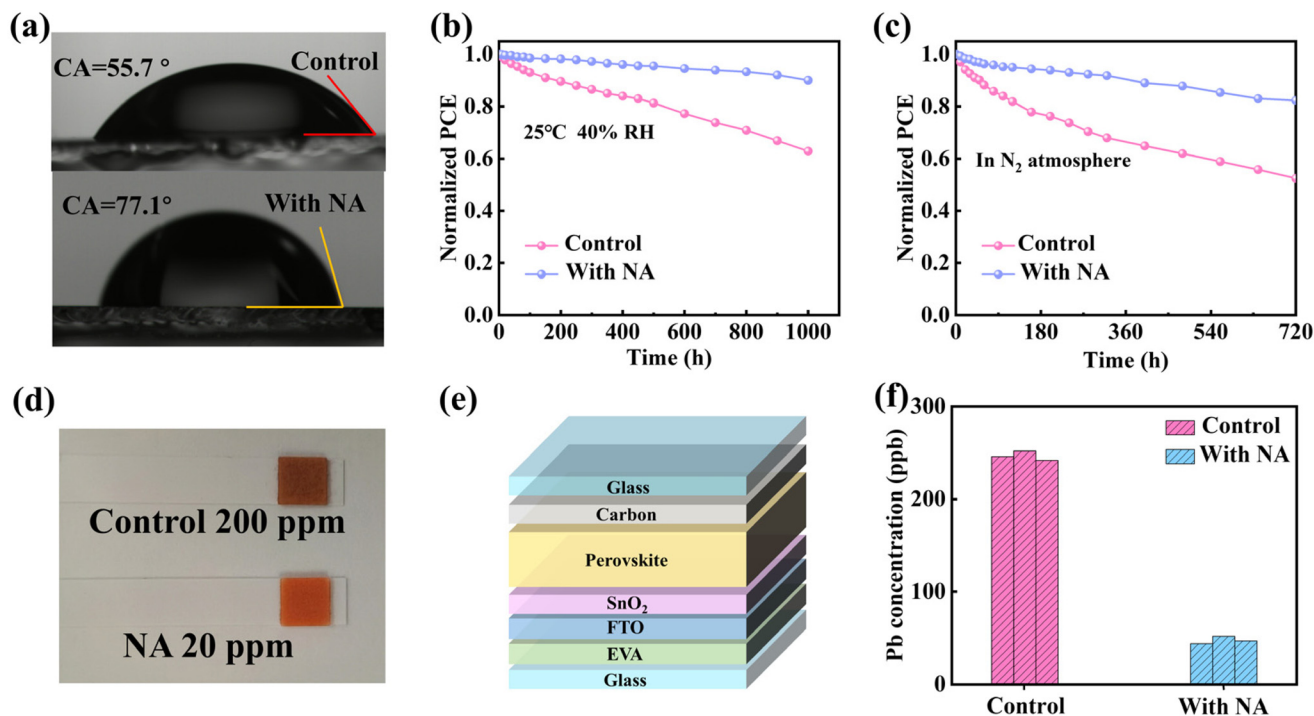 (a)
CA=55.7 °
Control
CA=77.1°
With NA
(b)
Normalized PCE
1.0
0.8
0.6
0.4
0.2
0.0
25℃ 40% RH
Control
With NA
0 200 400 600 800 1000
Time (h)
(c)
Normalized PCE
1.0
0.8
0.6
0.4
0.2
0.0
In N₂ atmosphere
Control
With NA
0 180 360 540 720
Time (h)
(d)
Control 200 ppm
NA 20 ppm
(e)
Glass
Carbon
Perovskite
SnO₂
FTO
EVA
Glass
(f)
Pb concentration (ppb)
300
200
100
0
Control
With NA
Control With NA